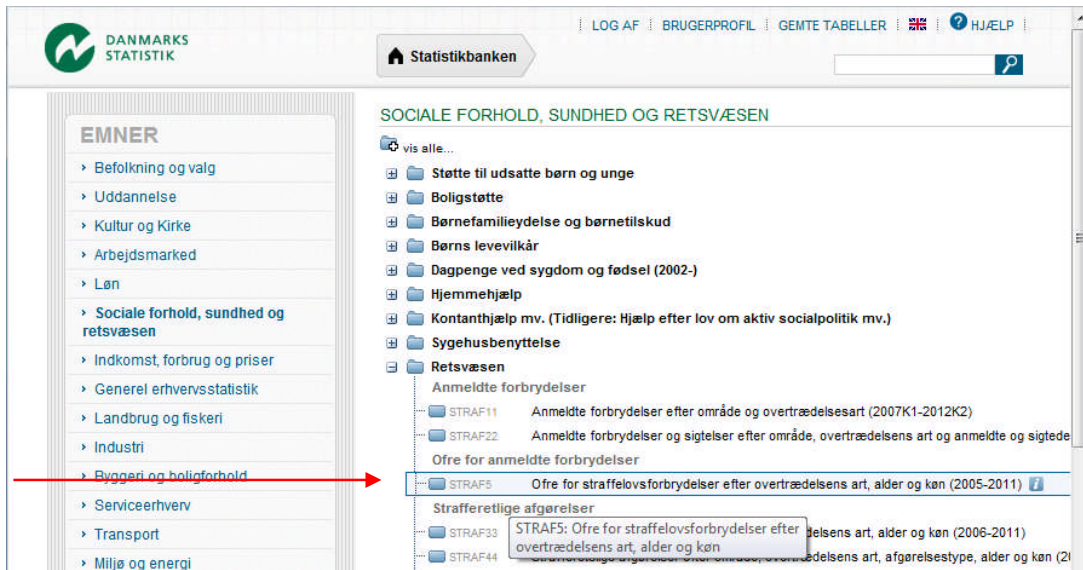 LOG AF | BRUGERPROFIL | GEMTE TABELLER | | HJÆLP |
DANMARKS
STATISTIK
Statistikbanken
EMNER
Befolkning og valg
Uddannelse
Kultur og Kirke
Arbejdsmarked
Løn
Sociale forhold, sundhed og
retsvæsen
Indkomst, forbrug og priser
Generel erhvervsstatistik
Landbrug og fiskeri
Industri
Byggeri og boligforhold
Serviceerhverv
Transport
Miljø og energi
SOCIALE FORHOLD, SUNDHED OG RETSVÆSEN
vis alle...
Støtte til udsatte børn og unge
Boligstøtte
Børnefamilieydelse og børnetilskud
Børns levevilkår
Dagpenge ved sygdom og fødsel (2002-)
Hjemmehjælp
Kontanthjælp mv. (Tidligere: Hjælp efter lov om aktiv socialpolitik mv.)
Sygehusbenyttelse
Retsvæsen
Anmeldte forbrydelser
STRAF11 Anmeldte forbrydelser efter område og overtrædelsesart (2007K1-2012K2)
STRAF22 Anmeldte forbrydelser og sigtelser efter område, overtrædelsens art og anmeldte og sigtede
Ofre for anmeldte forbrydelser
STRAF5 Ofre for straffelovsforbrydelser efter overtrædelsens art, alder og køn (2005-2011)
Strafferetlige afgørelser
STRAF33 delsens art, alder og køn (2006-2011)
STRAF5: Ofre for straffelovsforbrydelser efter
overtrædelsens art, alder og køn
STRAF44 delsens art, afgørelsestype, alder og køn (20